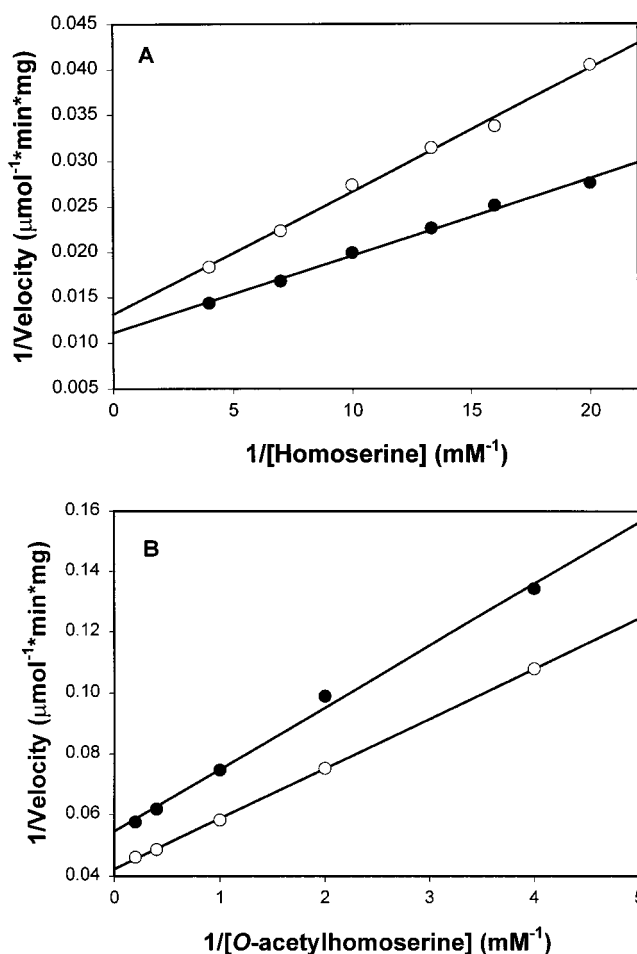 A
0.045
0.040
0.035
0.030
0.025
0.020
0.015
0.010
0.005
1/Velocity (µmol⁻¹*min*mg)
0 5 10 15 20
1/[Homoserine] (mM⁻¹)
B
0.16
0.14
0.12
0.10
0.08
0.06
0.04
1/Velocity (µmol⁻¹*min*mg)
0 1 2 3 4 5
1/[O-acetylhomoserine] (mM⁻¹)